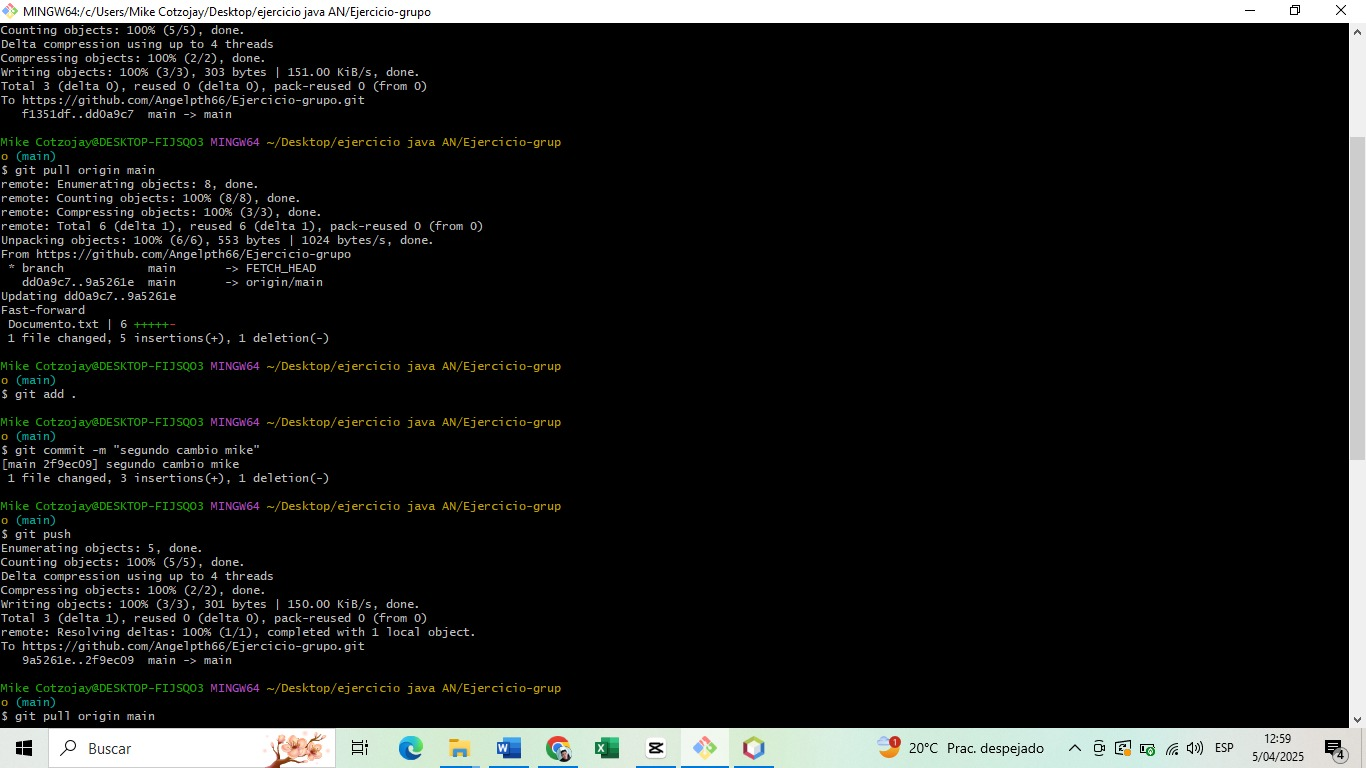 MINGW64:/c/Users/Mike Cotzojay/Desktop/ejercicio java AN/Ejercicio-grupo
Counting objects: 100% (5/5), done.
Delta compression using up to 4 threads
Compressing objects: 100% (2/2), done.
Writing objects: 100% (3/3), 303 bytes | 151.00 KiB/s, done.
Total 3 (delta 0), reused 0 (delta 0), pack-reused 0 (from 0)
To https://github.com/Angelpth66/Ejercicio-grupo.git
   f1351df..dd0a9c7  main -> main
Mike Cotzojay@DESKTOP-FIJSQO3 MINGW64 ~/Desktop/ejercicio java AN/Ejercicio-grup
o (main)
$ git pull origin main
remote: Enumerating objects: 8, done.
remote: Counting objects: 100% (8/8), done.
remote: Compressing objects: 100% (3/3), done.
remote: Total 6 (delta 1), reused 6 (delta 1), pack-reused 0 (from 0)
Unpacking objects: 100% (6/6), 553 bytes | 1024 bytes/s, done.
From https://github.com/Angelpth66/Ejercicio-grupo
 * branch            main       -> FETCH_HEAD
   dd0a9c7..9a5261e  main       -> origin/main
Updating dd0a9c7..9a5261e
Fast-forward
 Documento.txt | 6 +++++-
 1 file changed, 5 insertions(+), 1 deletion(-)
Mike Cotzojay@DESKTOP-FIJSQO3 MINGW64 ~/Desktop/ejercicio java AN/Ejercicio-grup
o (main)
$ git add .
Mike Cotzojay@DESKTOP-FIJSQO3 MINGW64 ~/Desktop/ejercicio java AN/Ejercicio-grup
o (main)
$ git commit -m "segundo cambio mike"
[main 2f9ec09] segundo cambio mike
 1 file changed, 3 insertions(+), 1 deletion(-)
Mike Cotzojay@DESKTOP-FIJSQO3 MINGW64 ~/Desktop/ejercicio java AN/Ejercicio-grup
o (main)
$ git push
Enumerating objects: 5, done.
Counting objects: 100% (5/5), done.
Delta compression using up to 4 threads
Compressing objects: 100% (2/2), done.
Writing objects: 100% (3/3), 301 bytes | 150.00 KiB/s, done.
Total 3 (delta 1), reused 0 (delta 0), pack-reused 0 (from 0)
remote: Resolving deltas: 100% (1/1), completed with 1 local object.
To https://github.com/Angelpth66/Ejercicio-grupo.git
   9a5261e..2f9ec09  main -> main
Mike Cotzojay@DESKTOP-FIJSQO3 MINGW64 ~/Desktop/ejercicio java AN/Ejercicio-grup
o (main)
$ git pull origin main
Buscar
1
20°C Prac. despejado
ESP
12:59
5/04/2025
4